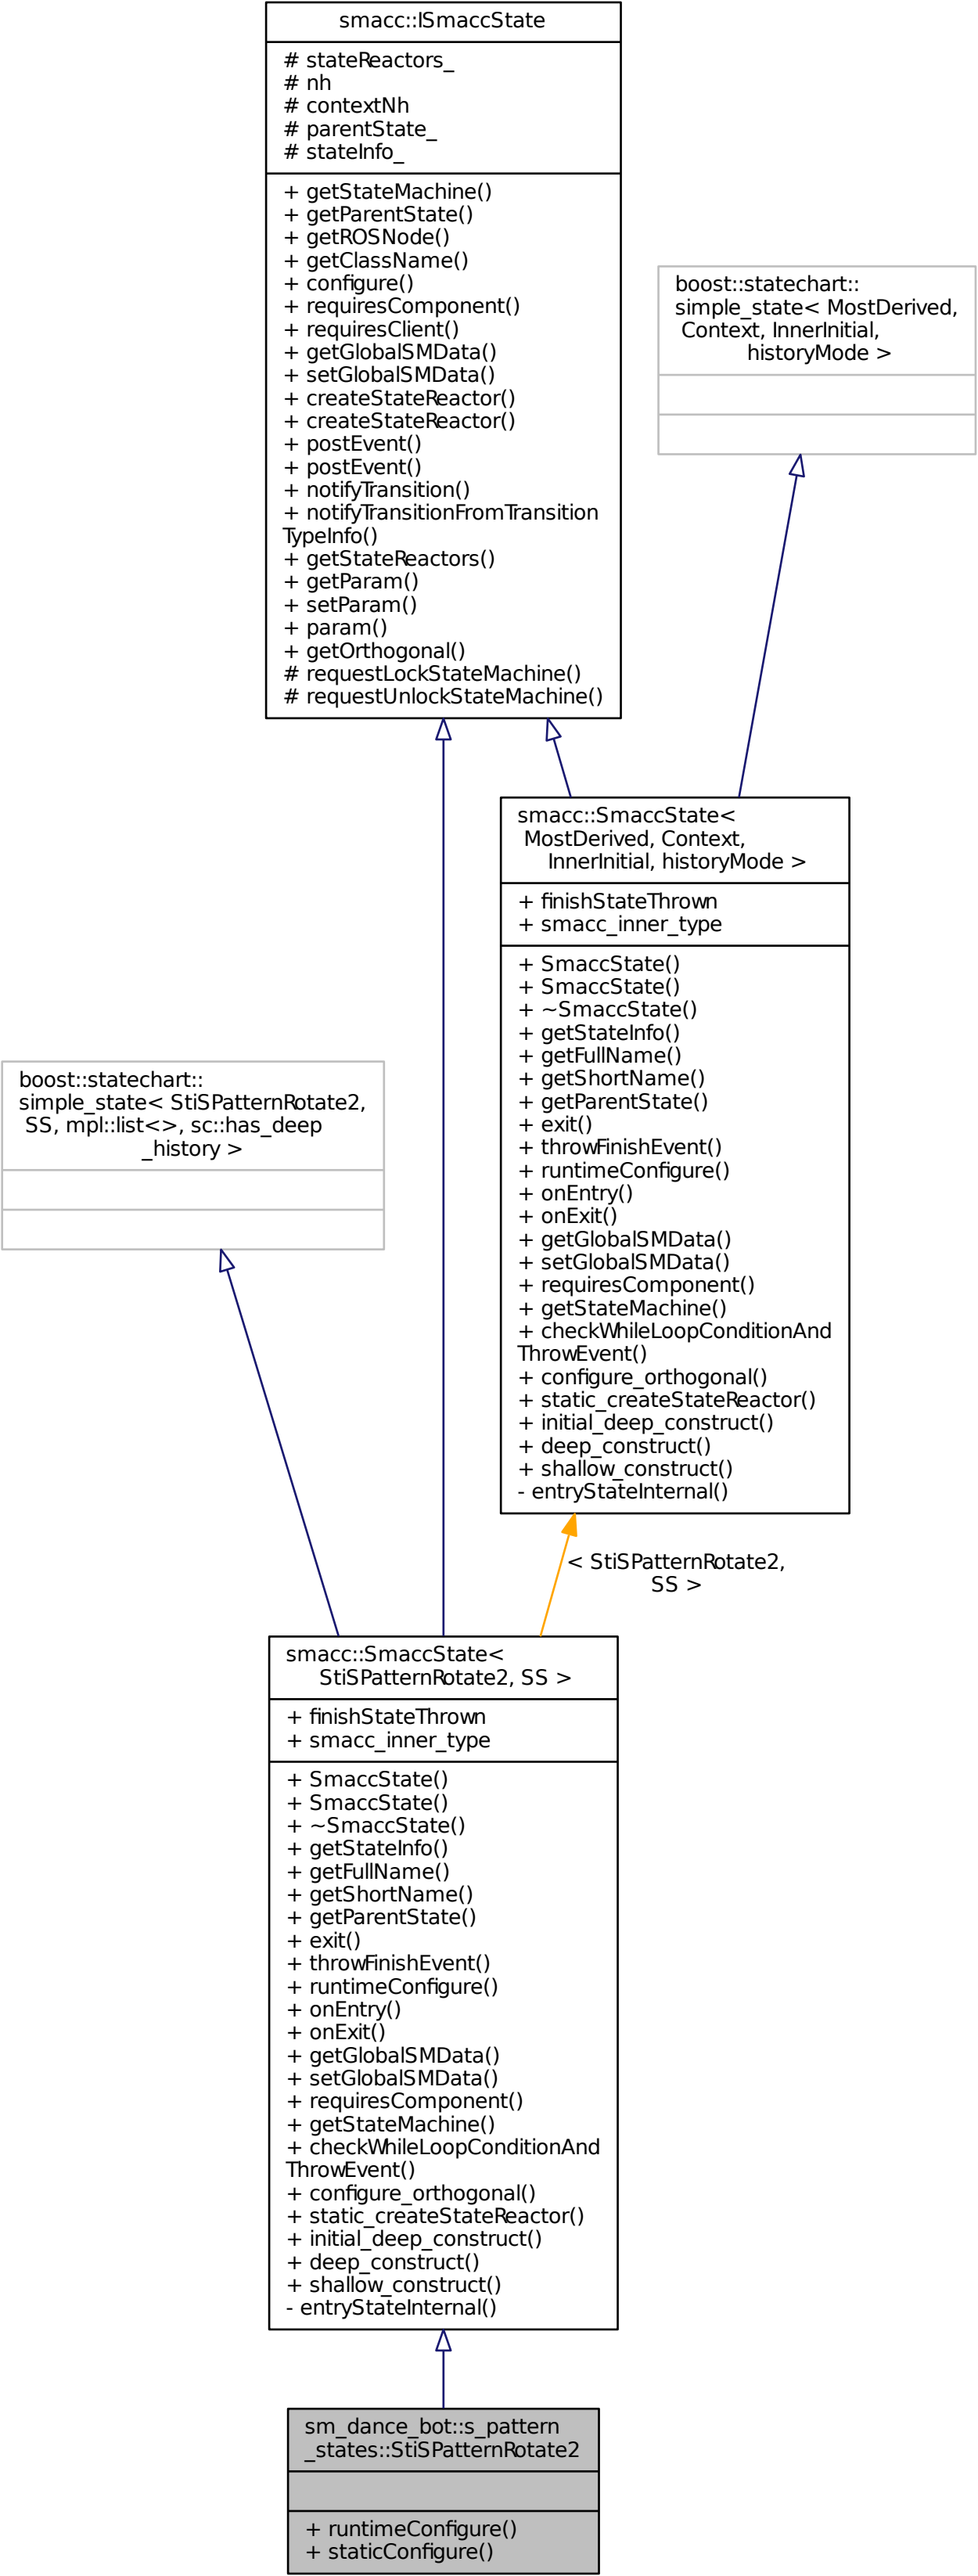 smacc::ISmaccState
# stateReactors_
# nh
# contextNh
# parentState_
# stateInfo_
+ getStateMachine()
+ getParentState()
+ getROSNode()
+ getClassName()
+ configure()
+ requiresComponent()
+ requiresClient()
+ getGlobalSMData()
+ setGlobalSMData()
+ createStateReactor()
+ createStateReactor()
+ postEvent()
+ postEvent()
+ notifyTransition()
+ notifyTransitionFromTransition
TypeInfo()
+ getStateReactors()
+ getParam()
+ setParam()
+ param()
+ getOrthogonal()
# requestLockStateMachine()
# requestUnlockStateMachine()
boost::statechart::
simple_state< MostDerived,
Context, InnerInitial,
historyMode >
smacc::SmaccState<
MostDerived, Context,
InnerInitial, historyMode >
+ finishStateThrown
+ smacc_inner_type
+ SmaccState()
+ SmaccState()
+ ~SmaccState()
+ getStateInfo()
+ getFullName()
+ getShortName()
+ getParentState()
+ exit()
+ throwFinishEvent()
+ runtimeConfigure()
+ onEntry()
+ onExit()
+ getGlobalSMData()
+ setGlobalSMData()
+ requiresComponent()
+ getStateMachine()
+ checkWhileLoopConditionAnd
ThrowEvent()
+ configure_orthogonal()
+ static_createStateReactor()
+ initial_deep_construct()
+ deep_construct()
+ shallow_construct()
- entryStateInternal()
boost::statechart::
simple_state< StiSPatternRotate2,
SS, mpl::list<>, sc::has_deep
_history >
< StiSPatternRotate2,
SS >
smacc::SmaccState<
StiSPatternRotate2, SS >
+ finishStateThrown
+ smacc_inner_type
+ SmaccState()
+ SmaccState()
+ ~SmaccState()
+ getStateInfo()
+ getFullName()
+ getShortName()
+ getParentState()
+ exit()
+ throwFinishEvent()
+ runtimeConfigure()
+ onEntry()
+ onExit()
+ getGlobalSMData()
+ setGlobalSMData()
+ requiresComponent()
+ getStateMachine()
+ checkWhileLoopConditionAnd
ThrowEvent()
+ configure_orthogonal()
+ static_createStateReactor()
+ initial_deep_construct()
+ deep_construct()
+ shallow_construct()
- entryStateInternal()
sm_dance_bot::s_pattern
_states::StiSPatternRotate2
+ runtimeConfigure()
+ staticConfigure()